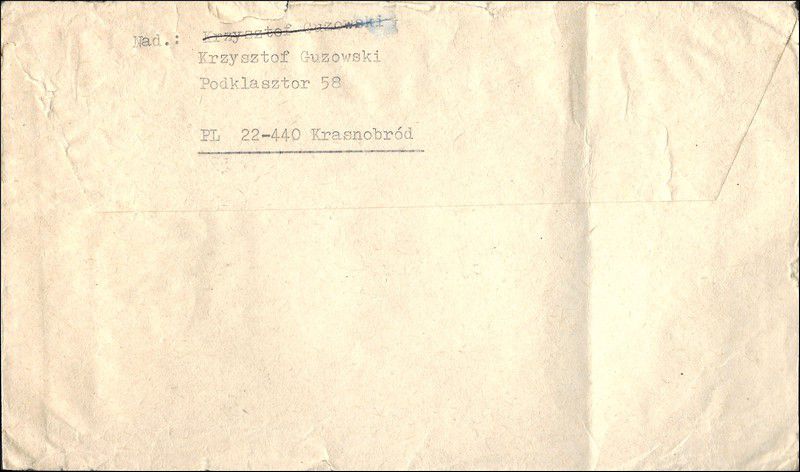 Krzysztof Guzowski
Nad.:
Krzysztof Guzowski
Podklasztor 58
PL 22-440 Krasnobród